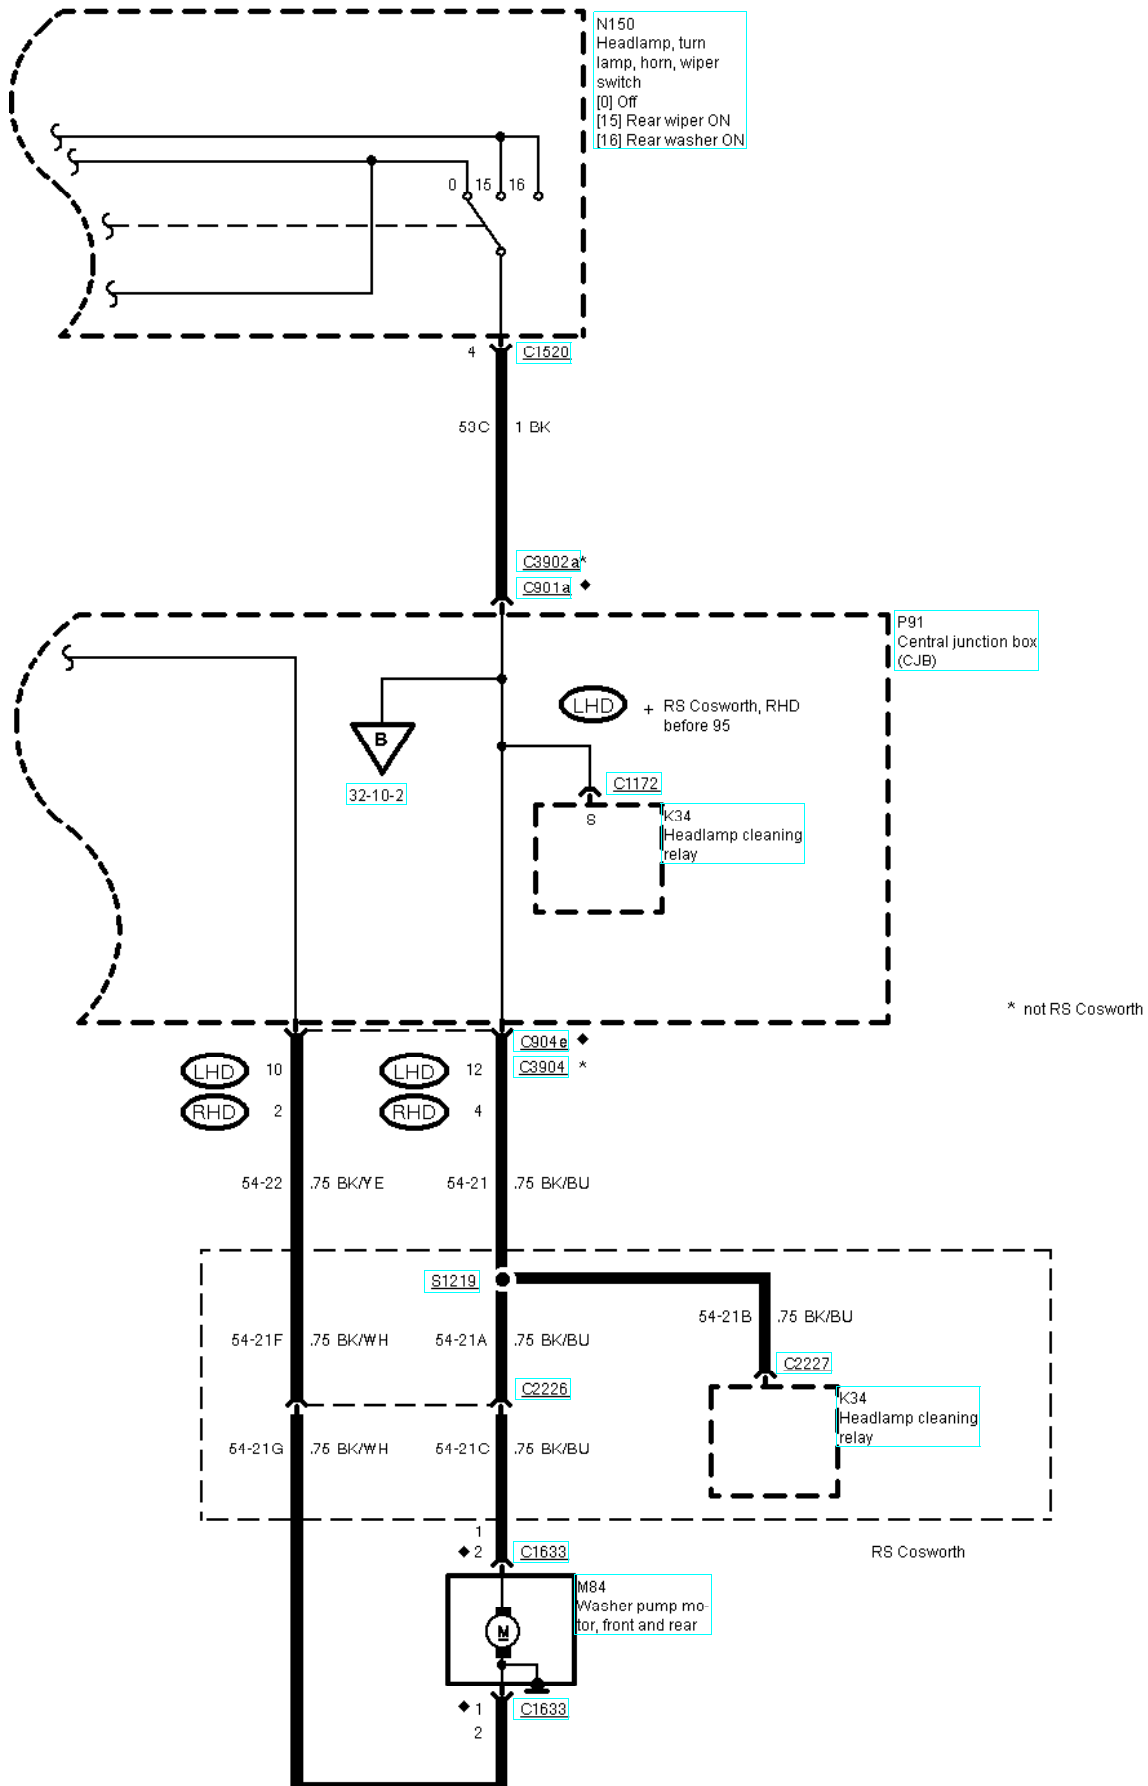 N150
Headlamp, turn
lamp, horn, wiper
switch
[0] Off
[15] Rear wiper ON
[16] Rear washer ON
0 15 16
4 C1520
53C 1 BK
C3902a*
C901a ◆
P91
Central junction box
(CJB)
LHD + RS Cosworth, RHD
before 95
B
32-10-2
C1172
S
K34
Headlamp cleaning
relay
* not RS Cosworth
C904e ◆
LHD 10 LHD 12 C3904 *
RHD 2 RHD 4
54-22 .75 BK/YE 54-21 .75 BK/BU
S1219
54-21B .75 BK/BU
54-21F .75 BK/WH 54-21A .75 BK/BU
C2227
C2226
K34
Headlamp cleaning
relay
54-21G .75 BK/WH 54-21C .75 BK/BU
1
◆ 2 C1633
RS Cosworth
M84
Washer pump mo-
tor, front and rear
M
◆ 1 C1633
2